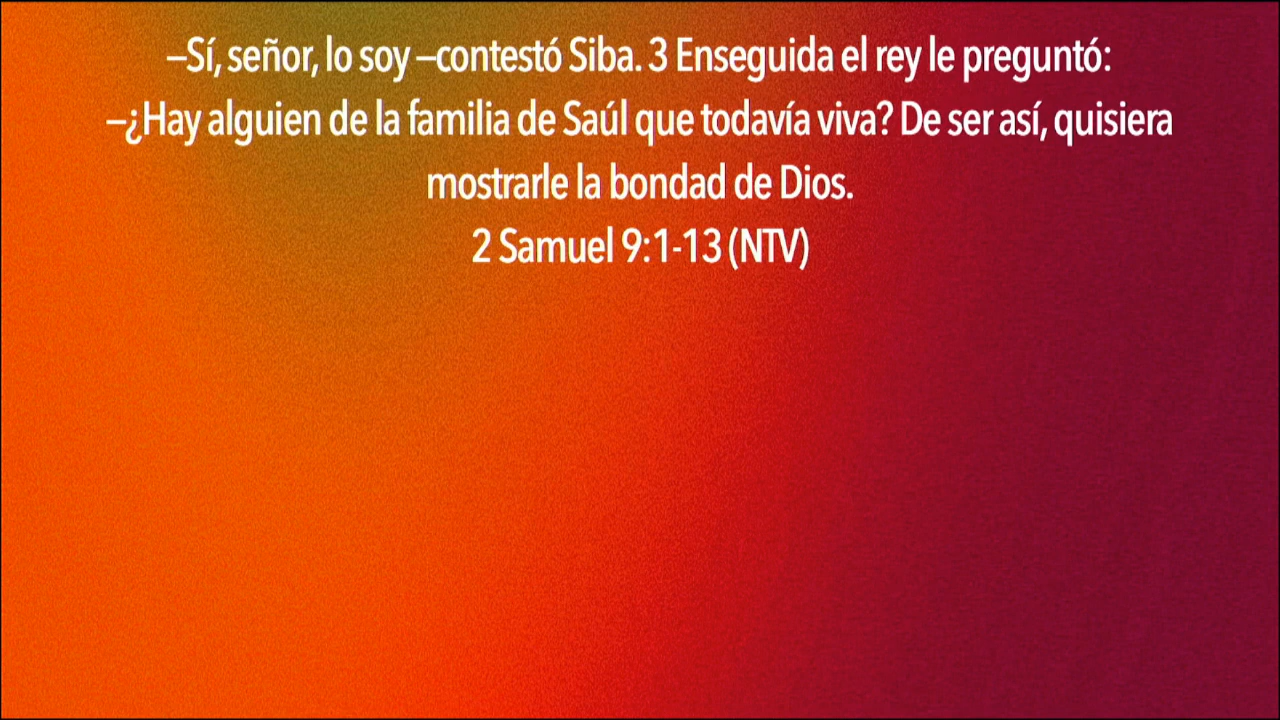 –Sí, señor, lo soy –contestó Siba. 3 Enseguida el rey le preguntó:
–¿Hay alguien de la familia de Saúl que todavía viva? De ser así, quisiera
mostrarle la bondad de Dios.
2 Samuel 9:1-13 (NTV)